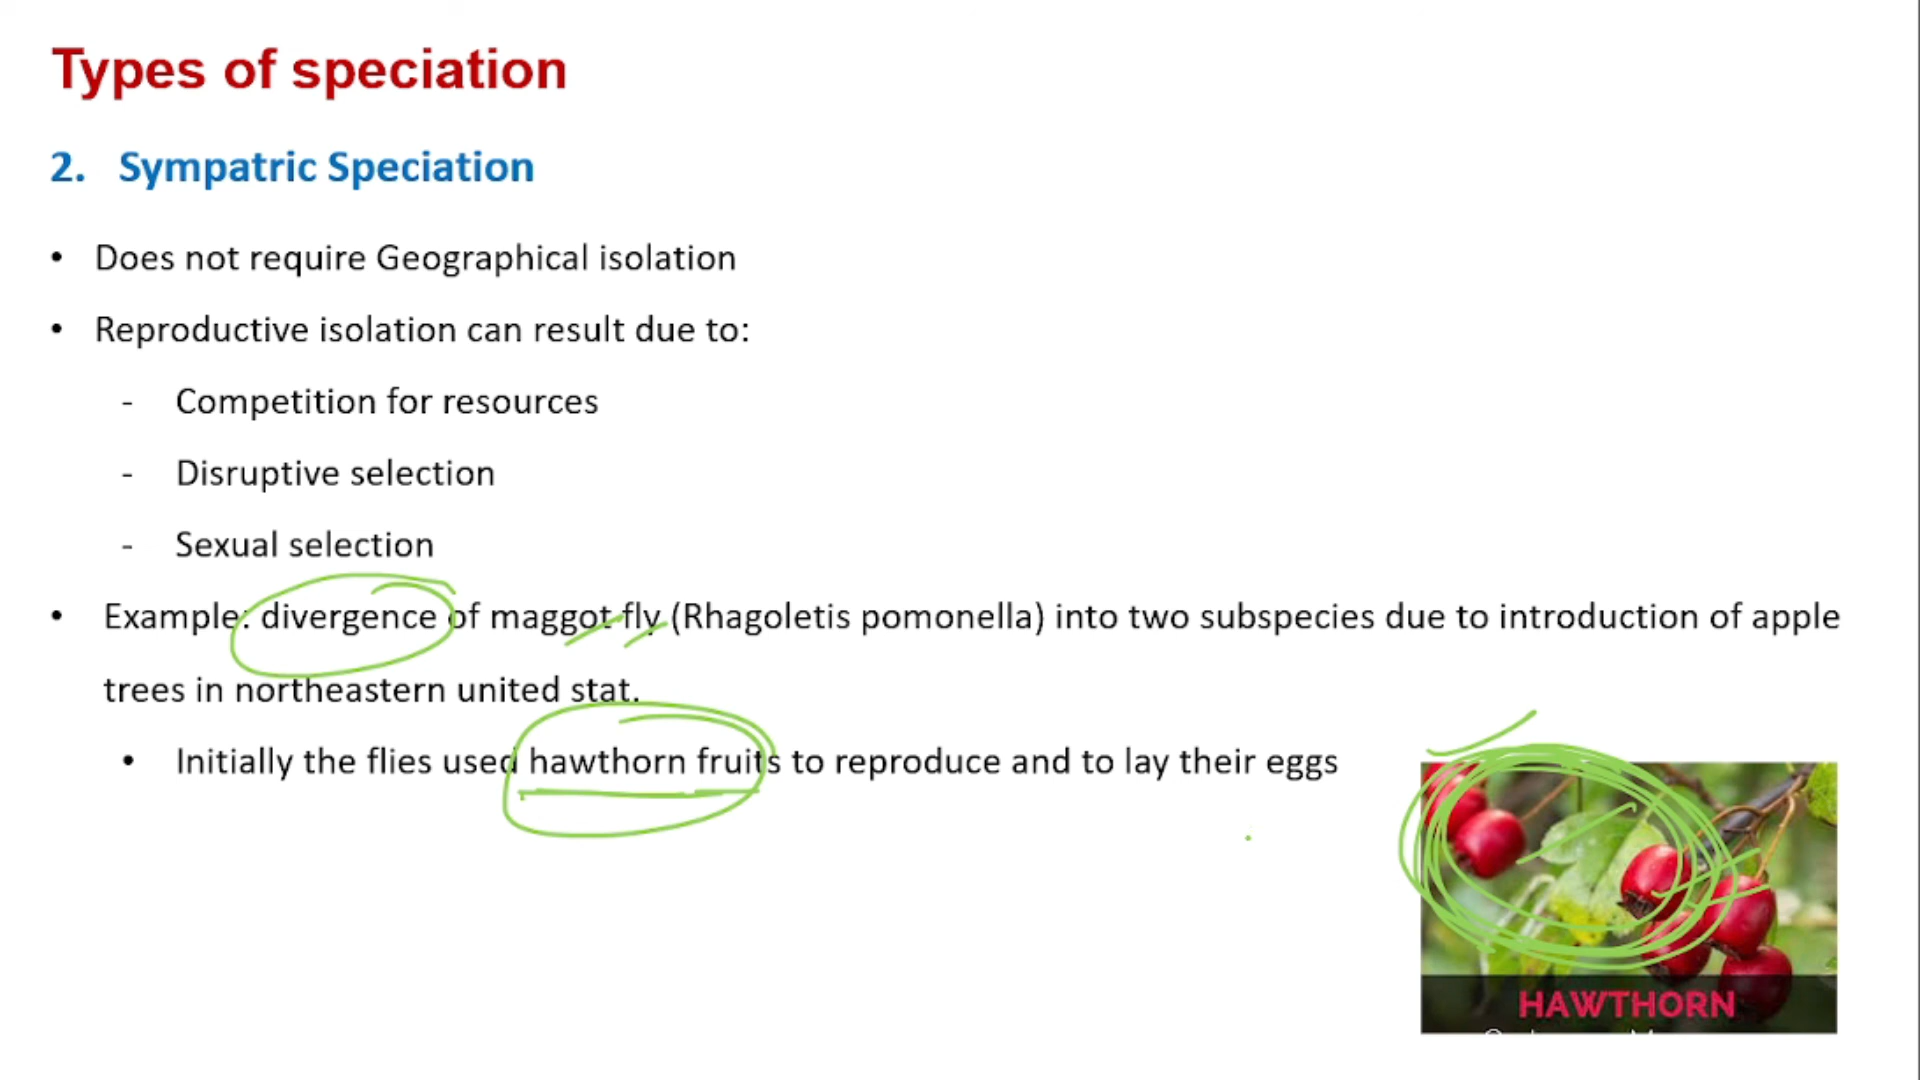 Types of speciation
2. Sympatric Speciation
• Does not require Geographical isolation
• Reproductive isolation can result due to:
- Competition for resources
- Disruptive selection
- Sexual selection
• Example: divergence of maggot fly (Rhagoletis pomonella) into two subspecies due to introduction of apple
trees in northeastern united stat.
• Initially the flies used hawthorn fruits to reproduce and to lay their eggs
HAWTHORN